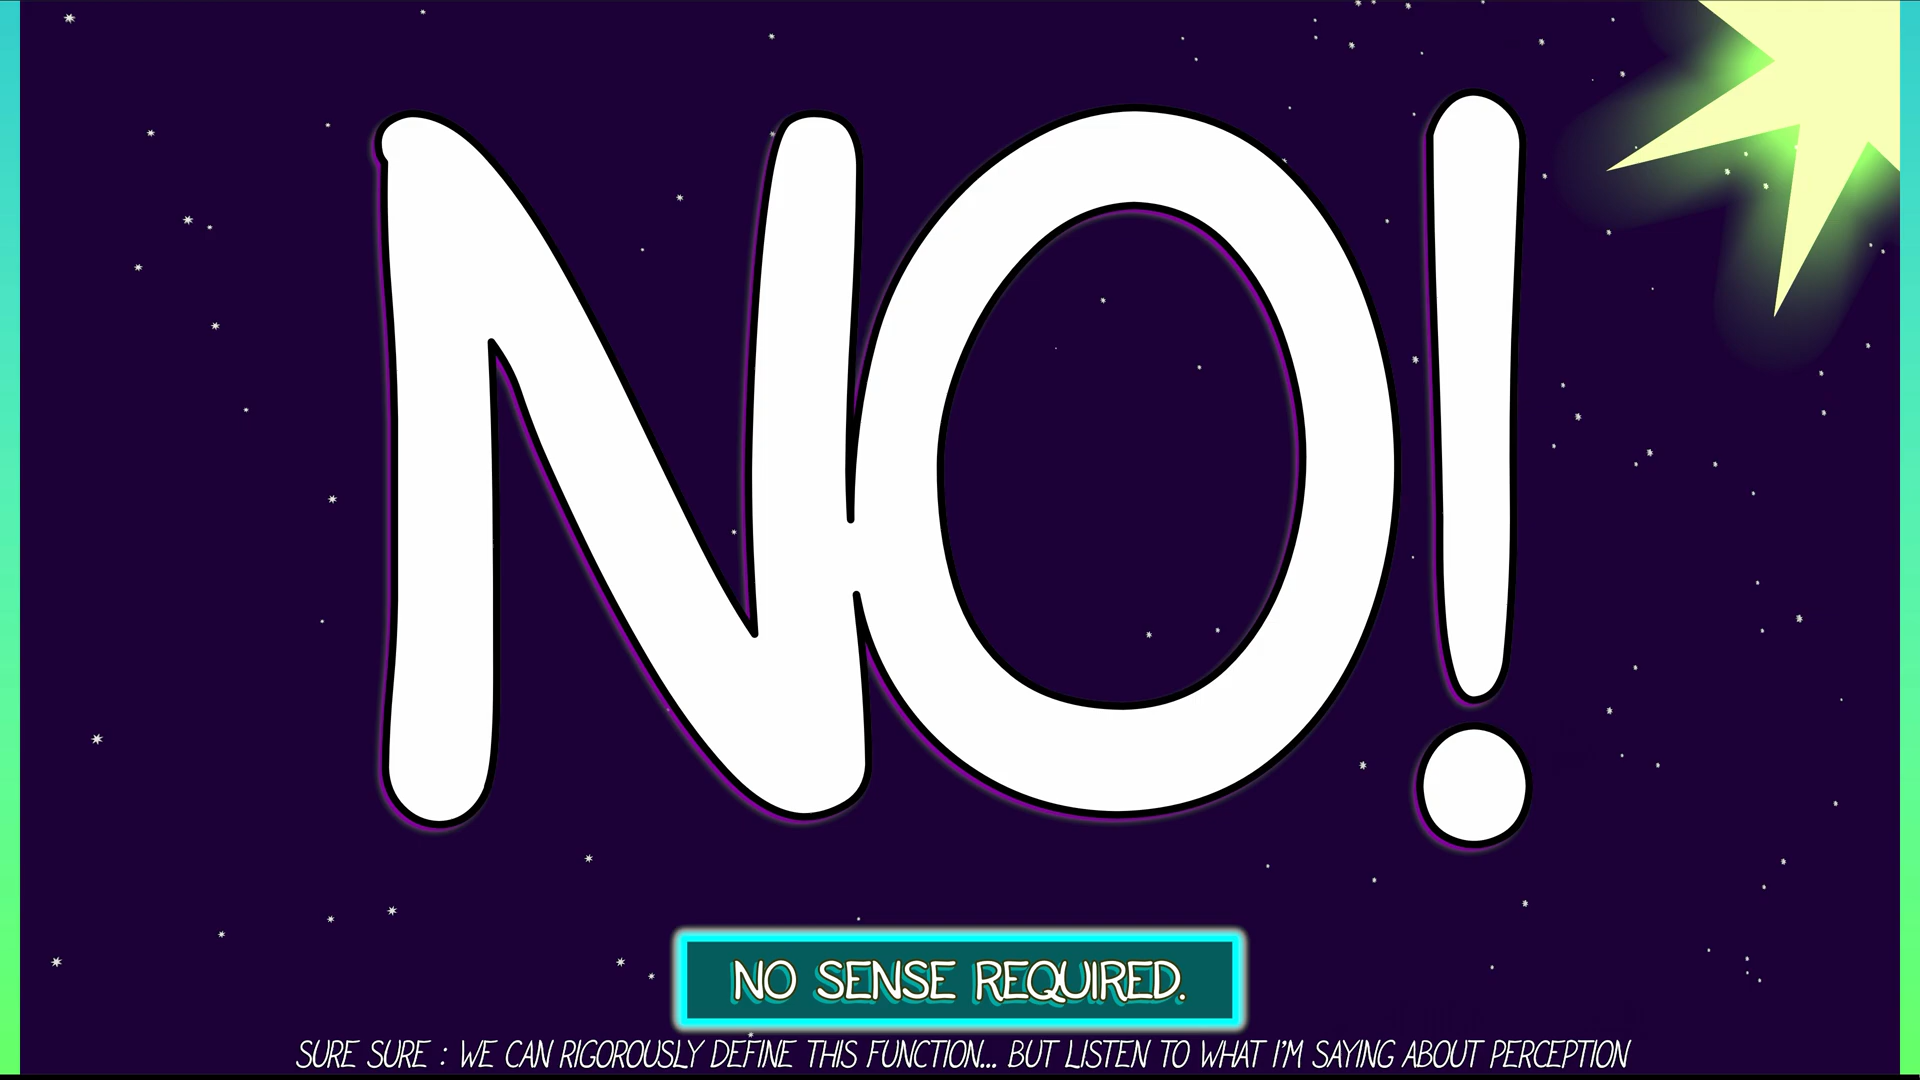 NO!
NO SENSE REQUIRED.
SURE SURE : WE CAN RIGOROUSLY DEFINE THIS FUNCTION... BUT LISTEN TO WHAT I'M SAYING ABOUT PERCEPTION